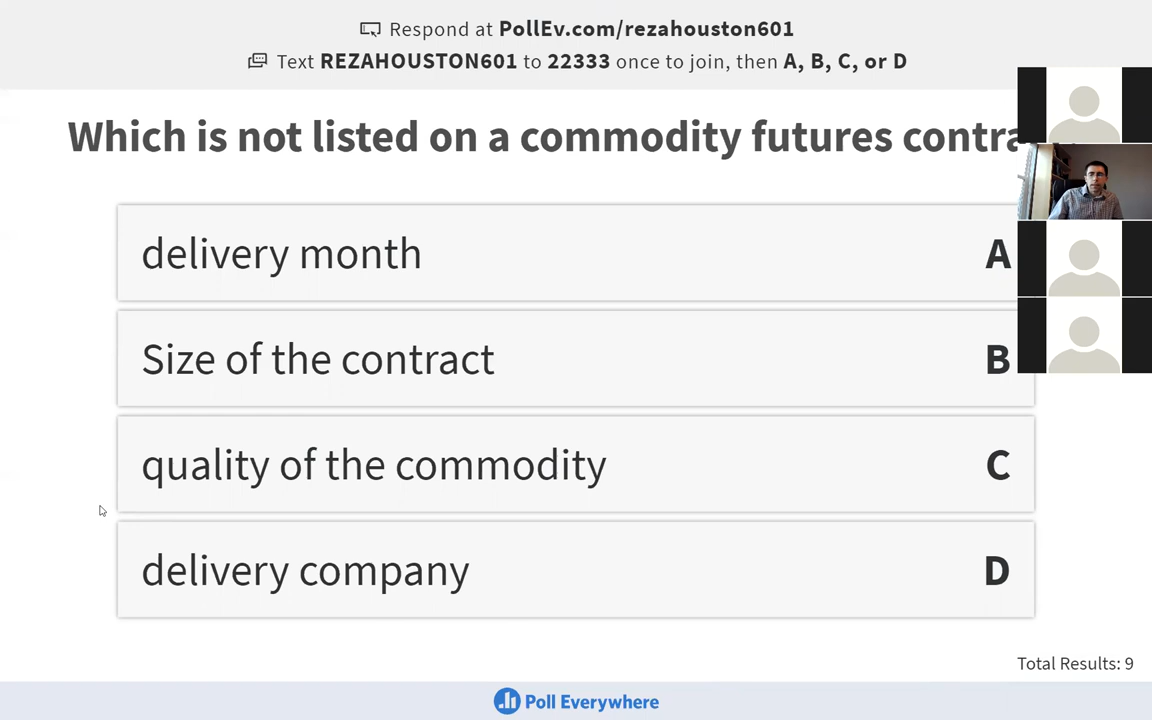 Respond at PollEv.com/rezahouston601
Text REZAHOUSTON601 to 22333 once to join, then A, B, C, or D
Which is not listed on a commodity futures
delivery month A
Size of the contract B
quality of the commodity C
delivery company D
Total Results: 9
Poll Everywhere